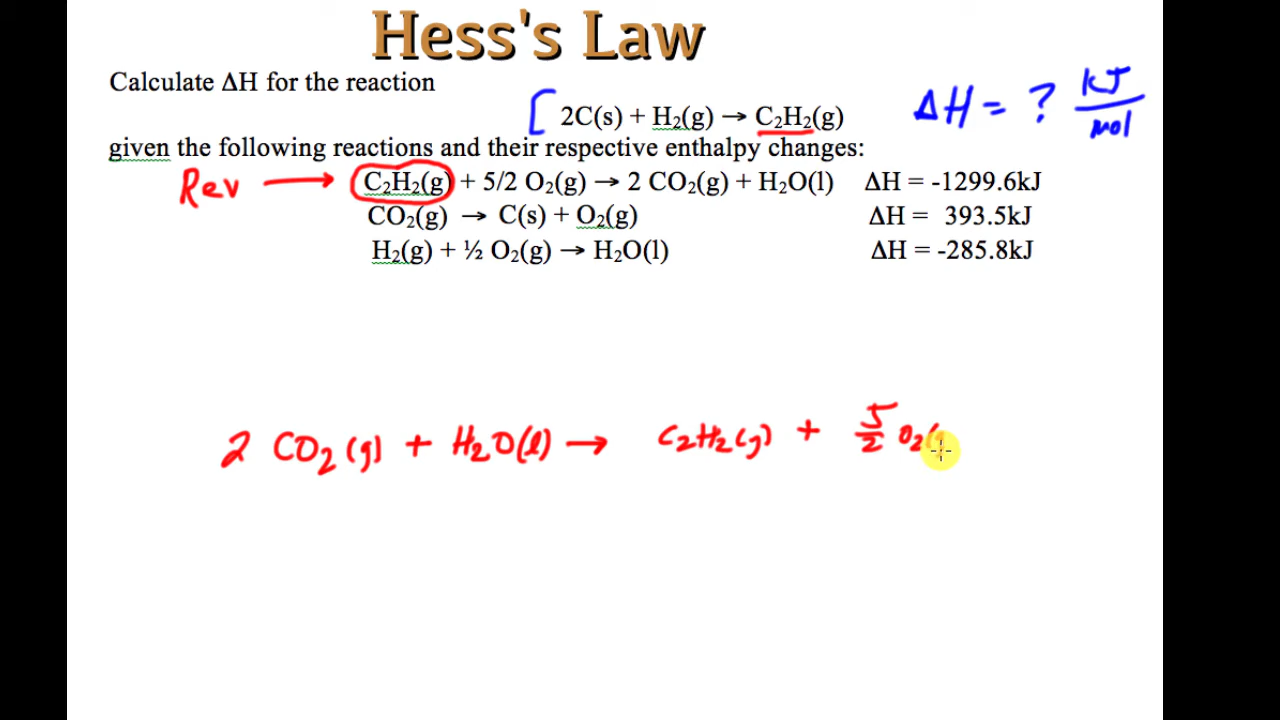 Hess's Law
Calculate ΔH for the reaction
[ 2C(s) + H₂(g) → C₂H₂(g) ΔH = ? kJ/mol
given the following reactions and their respective enthalpy changes:
Rev → C₂H₂(g) + 5/2 O₂(g) → 2 CO₂(g) + H₂O(l) ΔH = -1299.6kJ
CO₂(g) → C(s) + O₂(g) ΔH = 393.5kJ
H₂(g) + ½ O₂(g) → H₂O(l) ΔH = -285.8kJ
2 CO₂(g) + H₂O(l) → C₂H₂(g) + 5/2 O₂(g